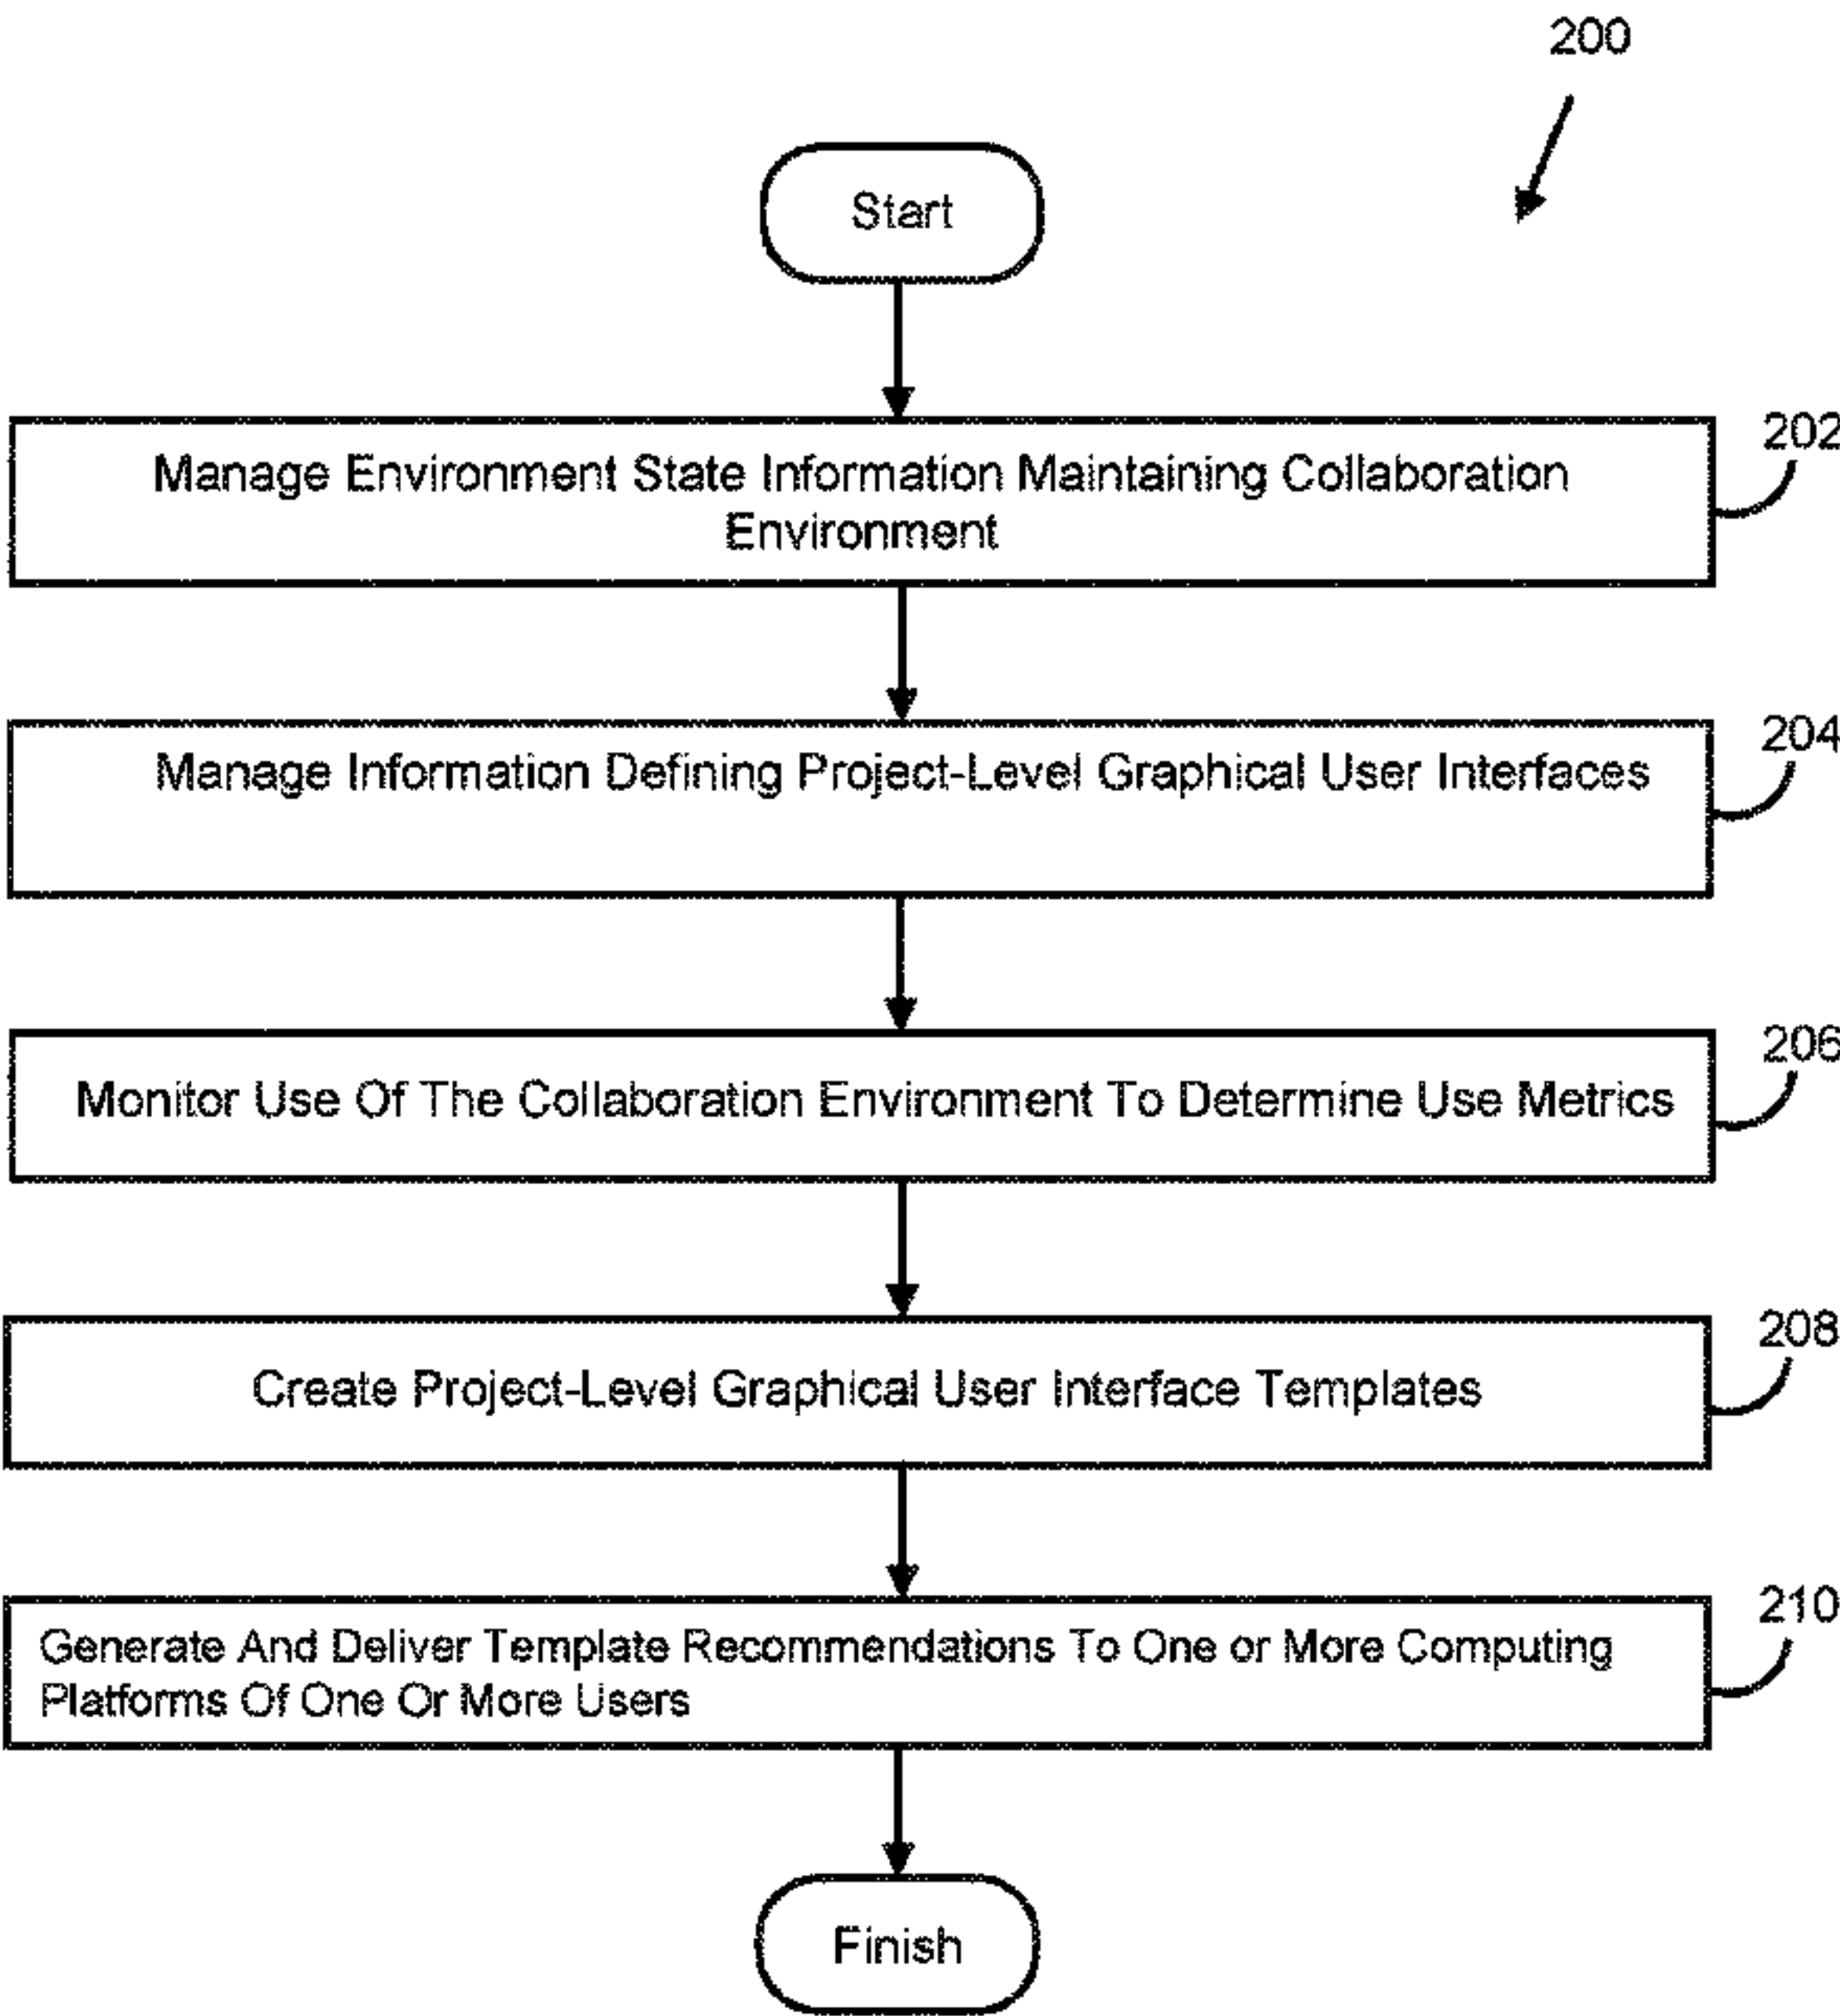 200
Start
202
Manage Environment State Information Maintaining Collaboration
Environment
204
Manage Information Defining Project-Level Graphical User Interfaces
206
Monitor Use Of The Collaboration Environment To Determine Use Metrics
208
Create Project-Level Graphical User Interface Templates
210
Generate And Deliver Template Recommendations To One or More Computing
Platforms Of One Or More Users
Finish